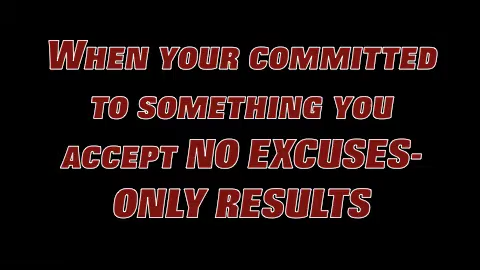 When your committed
to something you
accept NO EXCUSES-
ONLY RESULTS